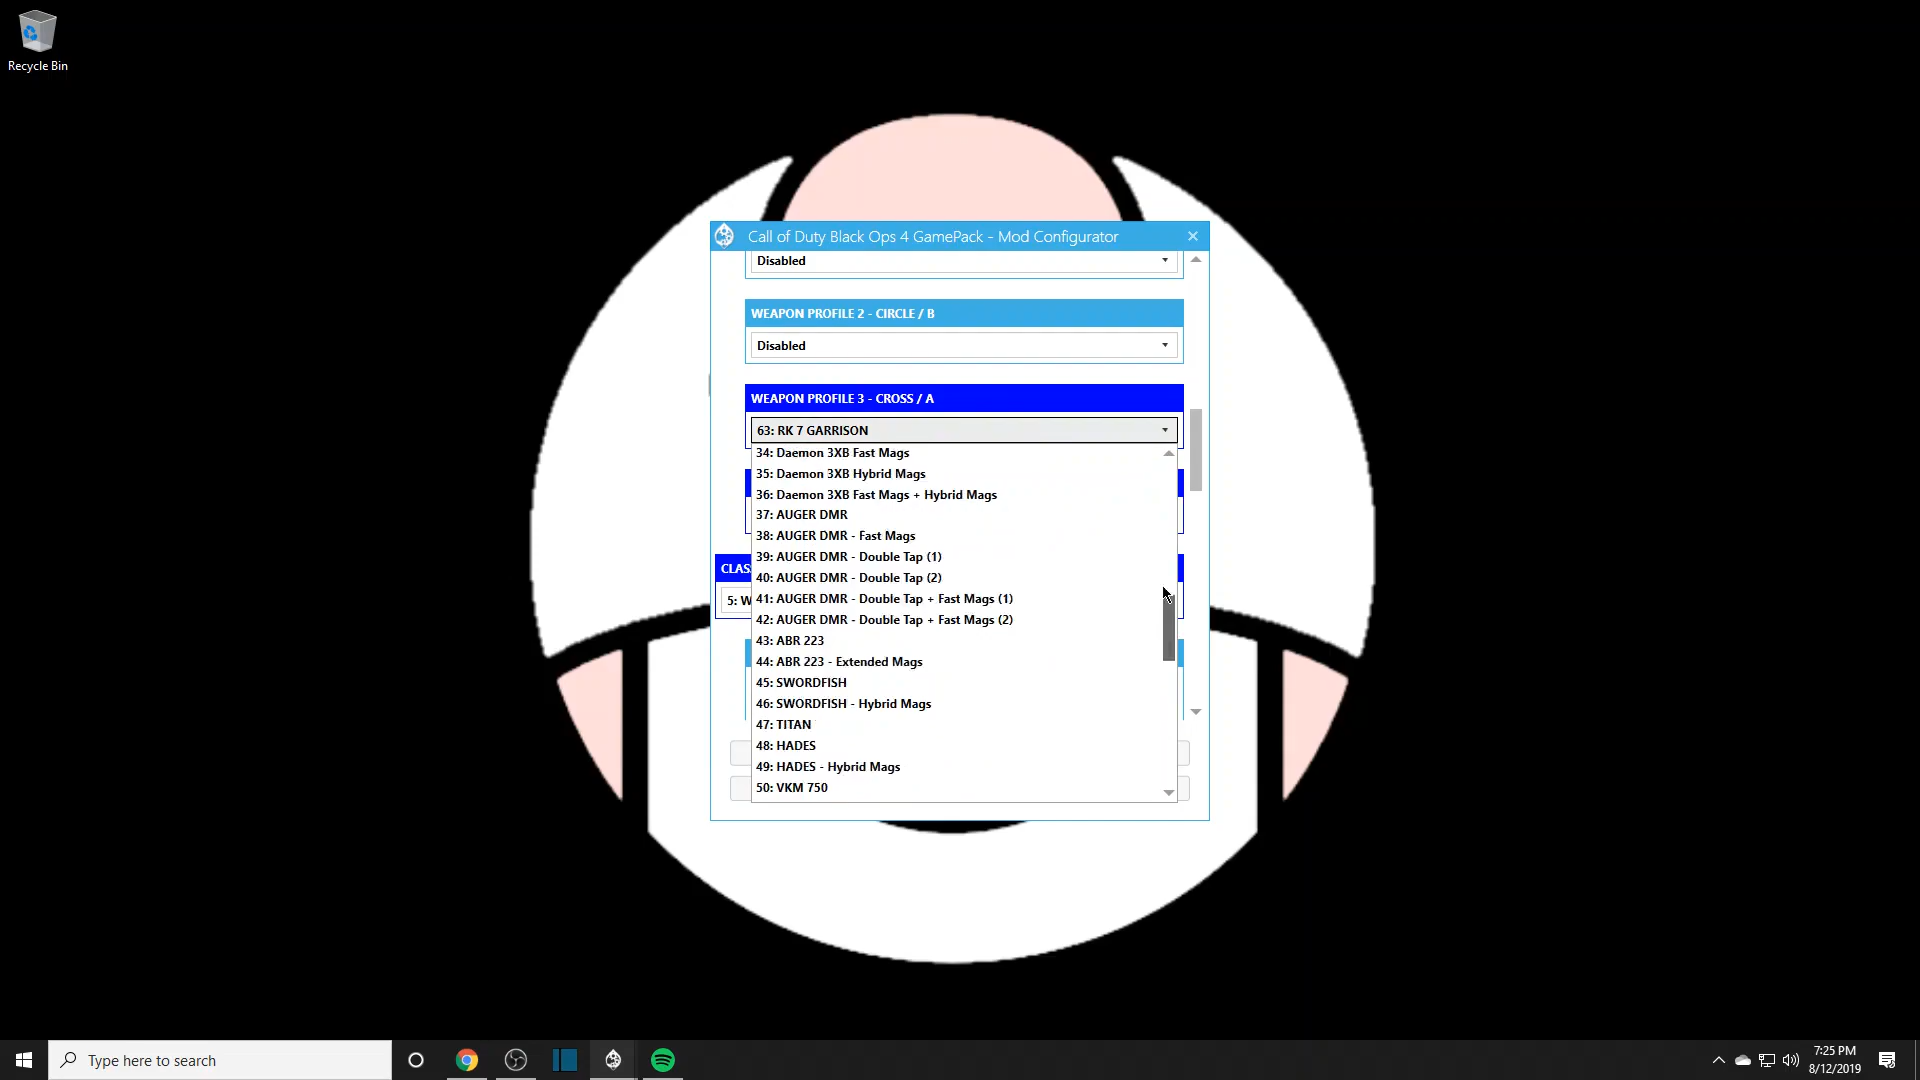 Recycle Bin
Call of Duty Black Ops 4 GamePack - Mod Configurator
Disabled
WEAPON PROFILE 2 - CIRCLE / B
Disabled
WEAPON PROFILE 3 - CROSS / A
63: RK 7 GARRISON
34: Daemon 3XB Fast Mags
35: Daemon 3XB Hybrid Mags
36: Daemon 3XB Fast Mags + Hybrid Mags
37: AUGER DMR
38: AUGER DMR - Fast Mags
39: AUGER DMR - Double Tap (1)
CLAS
40: AUGER DMR - Double Tap (2)
5: W
41: AUGER DMR - Double Tap + Fast Mags (1)
42: AUGER DMR - Double Tap + Fast Mags (2)
43: ABR 223
44: ABR 223 - Extended Mags
45: SWORDFISH
46: SWORDFISH - Hybrid Mags
47: TITAN
48: HADES
49: HADES - Hybrid Mags
50: VKM 750
Type here to search
7:25 PM
8/12/2019